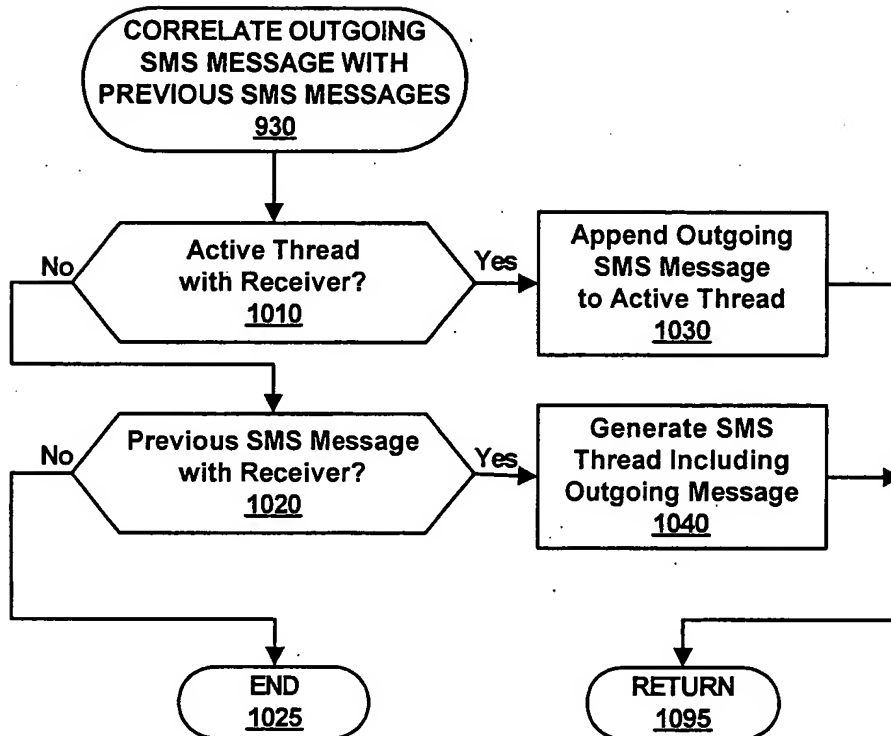 CORRELATE OUTGOING
SMS MESSAGE WITH
PREVIOUS SMS MESSAGES
930
Active Thread
with Receiver?
1010
No
Yes
Append Outgoing
SMS Message
to Active Thread
1030
Previous SMS Message
with Receiver?
1020
No
Yes
Generate SMS
Thread Including
Outgoing Message
1040
END
1025
RETURN
1095